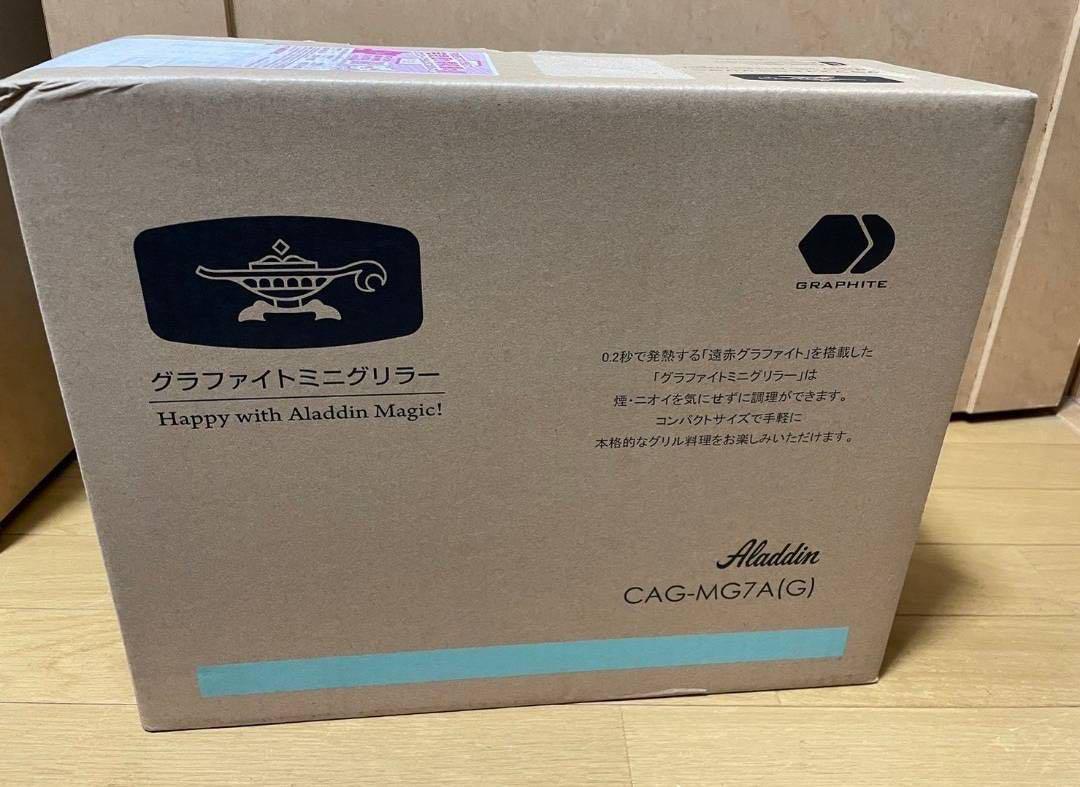 グラファイトミニグリラー
Happy with Aladdin Magic!
GRAPHITE
0.2秒で発熱する「遠赤グラファイト」を搭載した
「グラファイトミニグリラー」は
煙・ニオイを気にせずに調理ができます。
コンパクトサイズで手軽に
本格的なグリル料理をお楽しみいただけます。
Aladdin
CAG-MG7A(G)